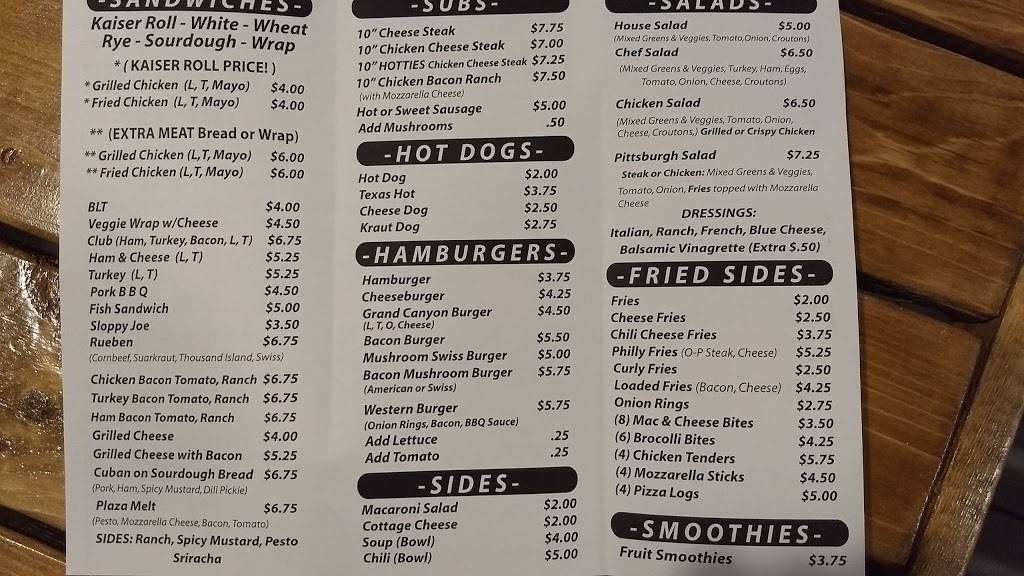 -SANDWICHES-
Kaiser Roll - White - Wheat
Rye - Sourdough - Wrap
* ( KAISER ROLL PRICE! )
* Grilled Chicken (L, T, Mayo) $4.00
* Fried Chicken (L, T, Mayo) $4.00
** (EXTRA MEAT Bread or Wrap)
** Grilled Chicken (L,T, Mayo) $6.00
** Fried Chicken (L,T, Mayo) $6.00
BLT $4.00
Veggie Wrap w/Cheese $4.50
Club (Ham, Turkey, Bacon, L, T) $6.75
Ham & Cheese (L, T) $5.25
Turkey (L, T) $5.25
Pork B B Q $4.50
Fish Sandwich $5.00
Sloppy Joe $3.50
Rueben $6.75
(Cornbeef, Suarkraut, Thousand Island, Swiss)
Chicken Bacon Tomato, Ranch $6.75
Turkey Bacon Tomato, Ranch $6.75
Ham Bacon Tomato, Ranch $6.75
Grilled Cheese $4.00
Grilled Cheese with Bacon $5.25
Cuban on Sourdough Bread $6.75
(Pork, Ham, Spicy Mustard, Dill Pickle)
Plaza Melt $6.75
(Pesto, Mozzarella Cheese, Bacon, Tomato)
SIDES: Ranch, Spicy Mustard, Pesto
Sriracha
-SUBS-
10" Cheese Steak $7.75
10" Chicken Cheese Steak $7.00
10" HOTTIES Chicken Cheese Steak $7.25
10" Chicken Bacon Ranch $7.50
(with Mozzarella Cheese)
Hot or Sweet Sausage $5.00
Add Mushrooms .50
-HOT DOGS-
Hot Dog $2.00
Texas Hot $3.75
Cheese Dog $2.50
Kraut Dog $2.75
-HAMBURGERS-
Hamburger $3.75
Cheeseburger $4.25
Grand Canyon Burger $4.50
(L, T, O, Cheese)
Bacon Burger $5.50
Mushroom Swiss Burger $5.00
Bacon Mushroom Burger $5.75
(American or Swiss)
Western Burger $5.75
(Onion Rings, Bacon, BBQ Sauce)
Add Lettuce .25
Add Tomato .25
-SIDES-
Macaroni Salad $2.00
Cottage Cheese $2.00
Soup (Bowl) $4.00
Chili (Bowl) $5.00
-SALADS-
House Salad $5.00
(Mixed Greens & Veggies, Tomato, Onion, Croutons)
Chef Salad $6.50
(Mixed Greens & Veggies, Turkey, Ham, Eggs,
Tomato, Onion, Cheese, Croutons)
Chicken Salad $6.50
(Mixed Greens & Veggies, Tomato, Onion,
Cheese, Croutons,) Grilled or Crispy Chicken
Pittsburgh Salad $7.25
Steak or Chicken: Mixed Greens & Veggies,
Tomato, Onion, Fries topped with Mozzarella
Cheese
DRESSINGS:
Italian, Ranch, French, Blue Cheese,
Balsamic Vinagrette (Extra $.50)
-FRIED SIDES-
Fries $2.00
Cheese Fries $2.50
Chili Cheese Fries $3.75
Philly Fries (O-P Steak, Cheese) $5.25
Curly Fries $2.50
Loaded Fries (Bacon, Cheese) $4.25
Onion Rings $2.75
(8) Mac & Cheese Bites $3.50
(6) Brocolli Bites $4.25
(4) Chicken Tenders $5.75
(4) Mozzarella Sticks $4.50
(4) Pizza Logs $5.00
-SMOOTHIES-
Fruit Smoothies $3.75